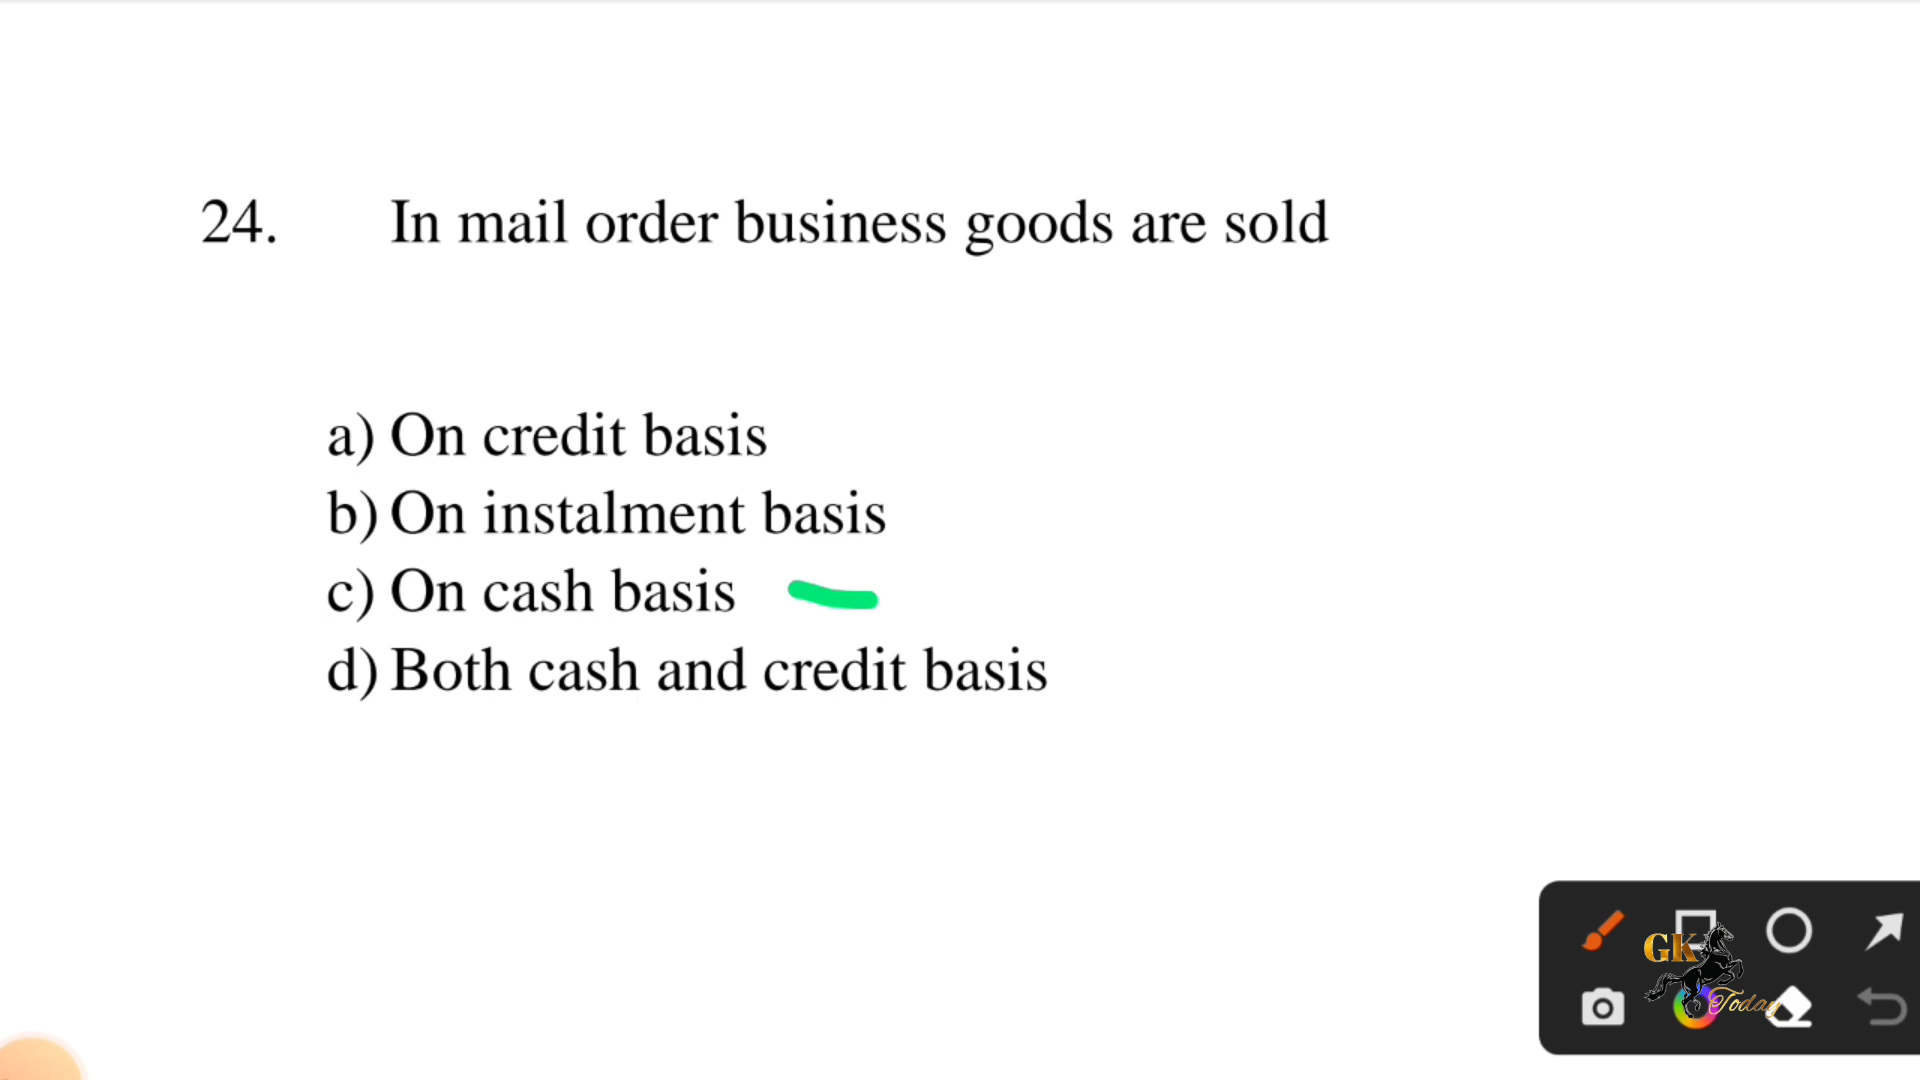 24. In mail order business goods are sold
a) On credit basis
b) On instalment basis
c) On cash basis
d) Both cash and credit basis
GK
Today